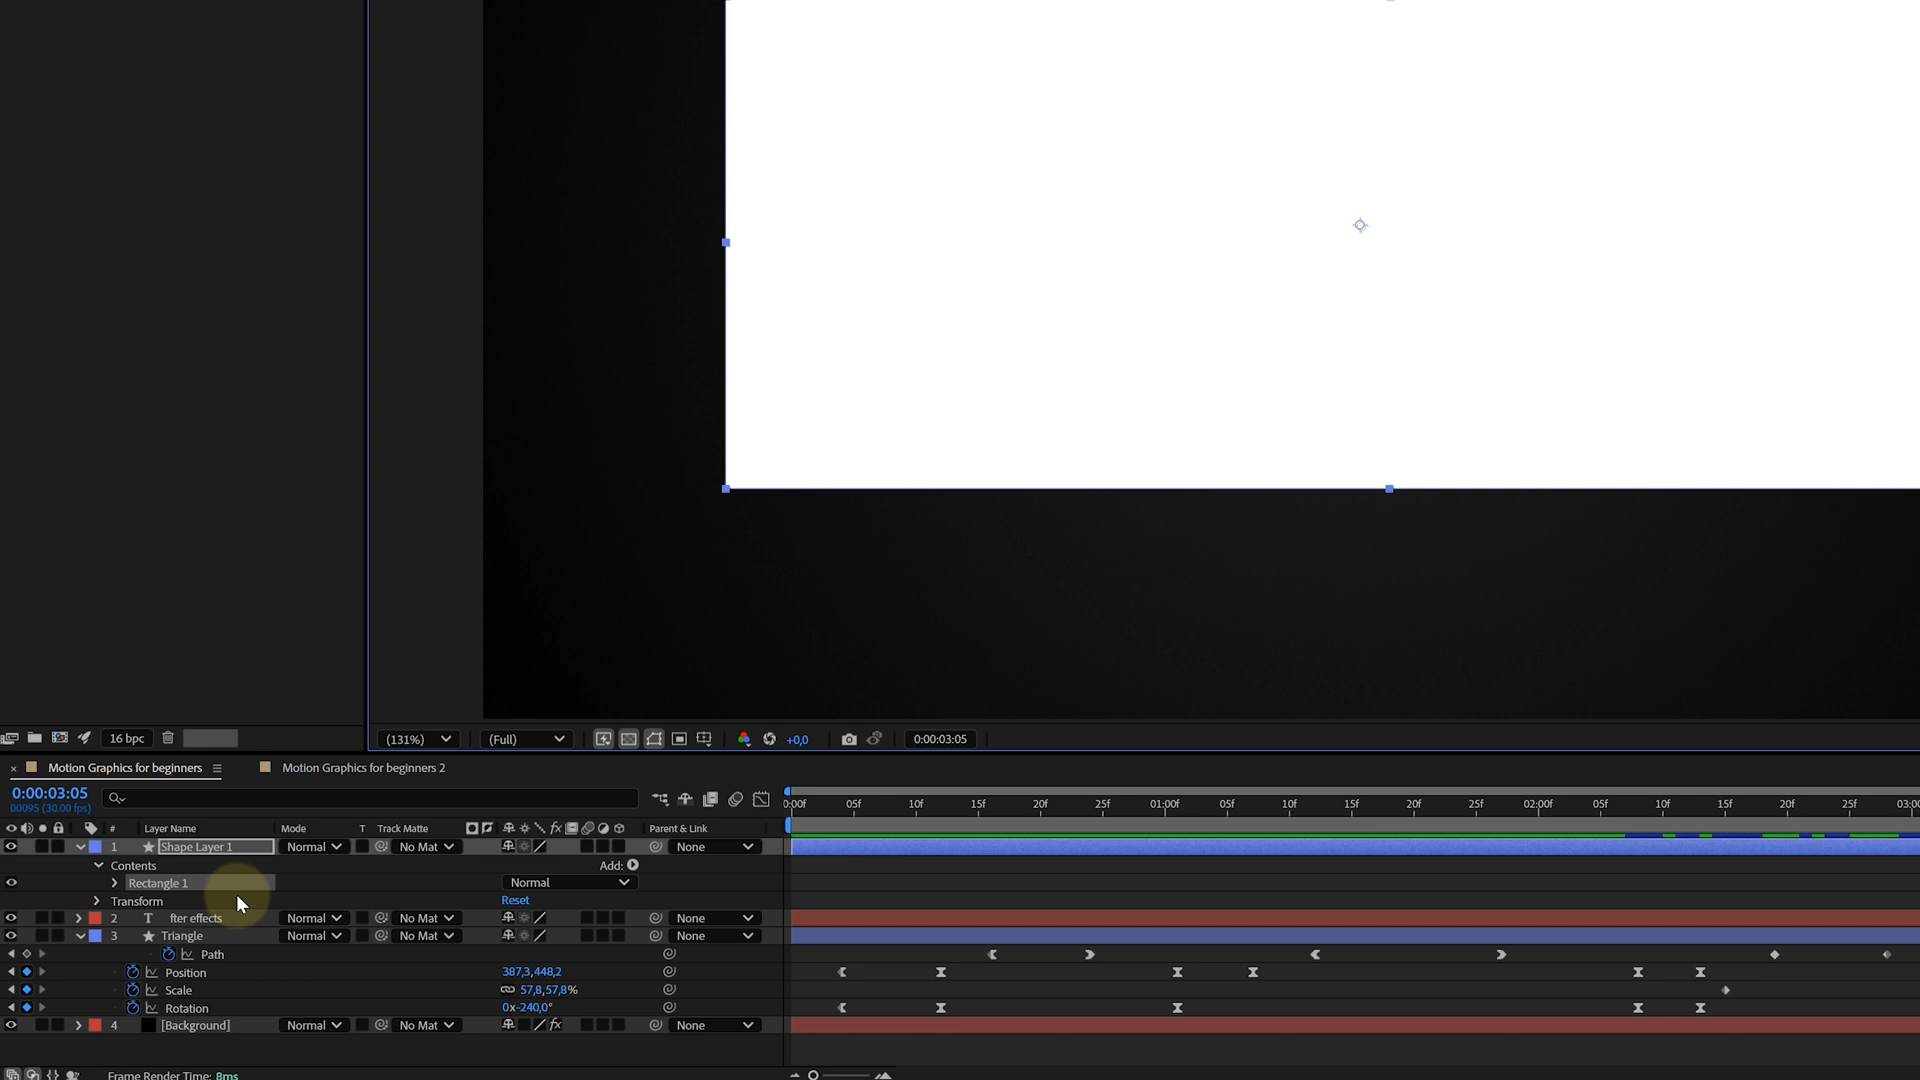 16 bpc
(131%) (Full) +0,0 0:00:03:05
× Motion Graphics for beginners Motion Graphics for beginners 2
0:00:03:05
00095 (30.00 fps)
0:00f 05f 10f 15f 20f 25f 01:00f 05f 10f 15f 20f 25f 02:00f 05f 10f 15f 20f 25f 03:00
# Layer Name Mode T Track Matte fx Parent & Link
1 Shape Layer 1 Normal No Mat None
Contents Add:
Rectangle 1 Normal
Transform Reset
2 T fter effects Normal No Mat None
3 Triangle Normal No Mat None
Path
Position 387,3,448,2
Scale 57,8,57,8%
Rotation 0x-240,0°
4 [Background] Normal No Mat fx None
Frame Render Time: 8ms